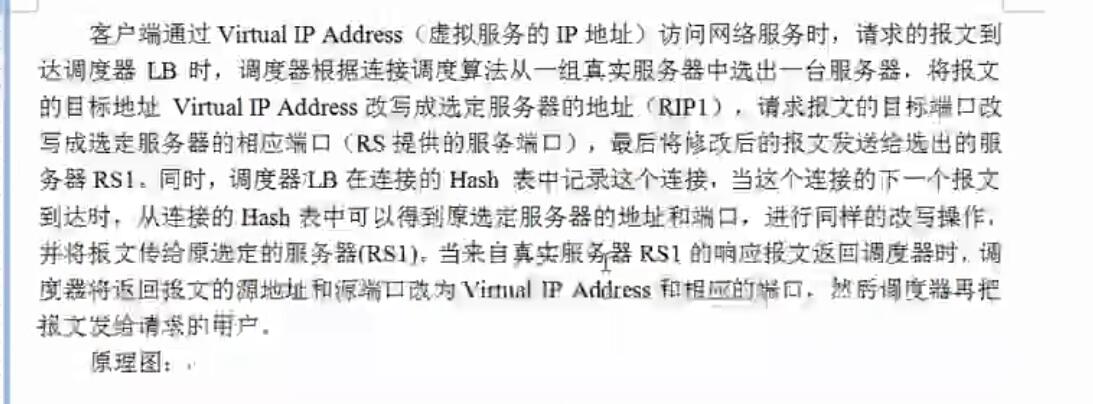 客户端通过 Virtual IP Address（虚拟服务的 IP 地址）访问网络服务时，请求的报文到
达调度器 LB 时，调度器根据连接调度算法从一组真实服务器中选出一台服务器，将报文
的目标地址 Virtual IP Address 改写成选定服务器的地址（RIP1），请求报文的目标端口改
写成选定服务器的相应端口（RS 提供的服务端口），最后将修改后的报文发送给选出的服
务器 RS1。同时，调度器 LB 在连接的 Hash 表中记录这个连接，当这个连接的下一个报文
到达时，从连接的 Hash 表中可以得到原选定服务器的地址和端口，进行同样的改写操作，
并将报文传给原选定的服务器(RS1)。当来自真实服务器 RS1 的响应报文返回调度器时，调
度器将返回报文的源地址和源端口改为 Virtual IP Address 和相应的端口，然后调度器再把
报文发给请求的用户。
原理图：